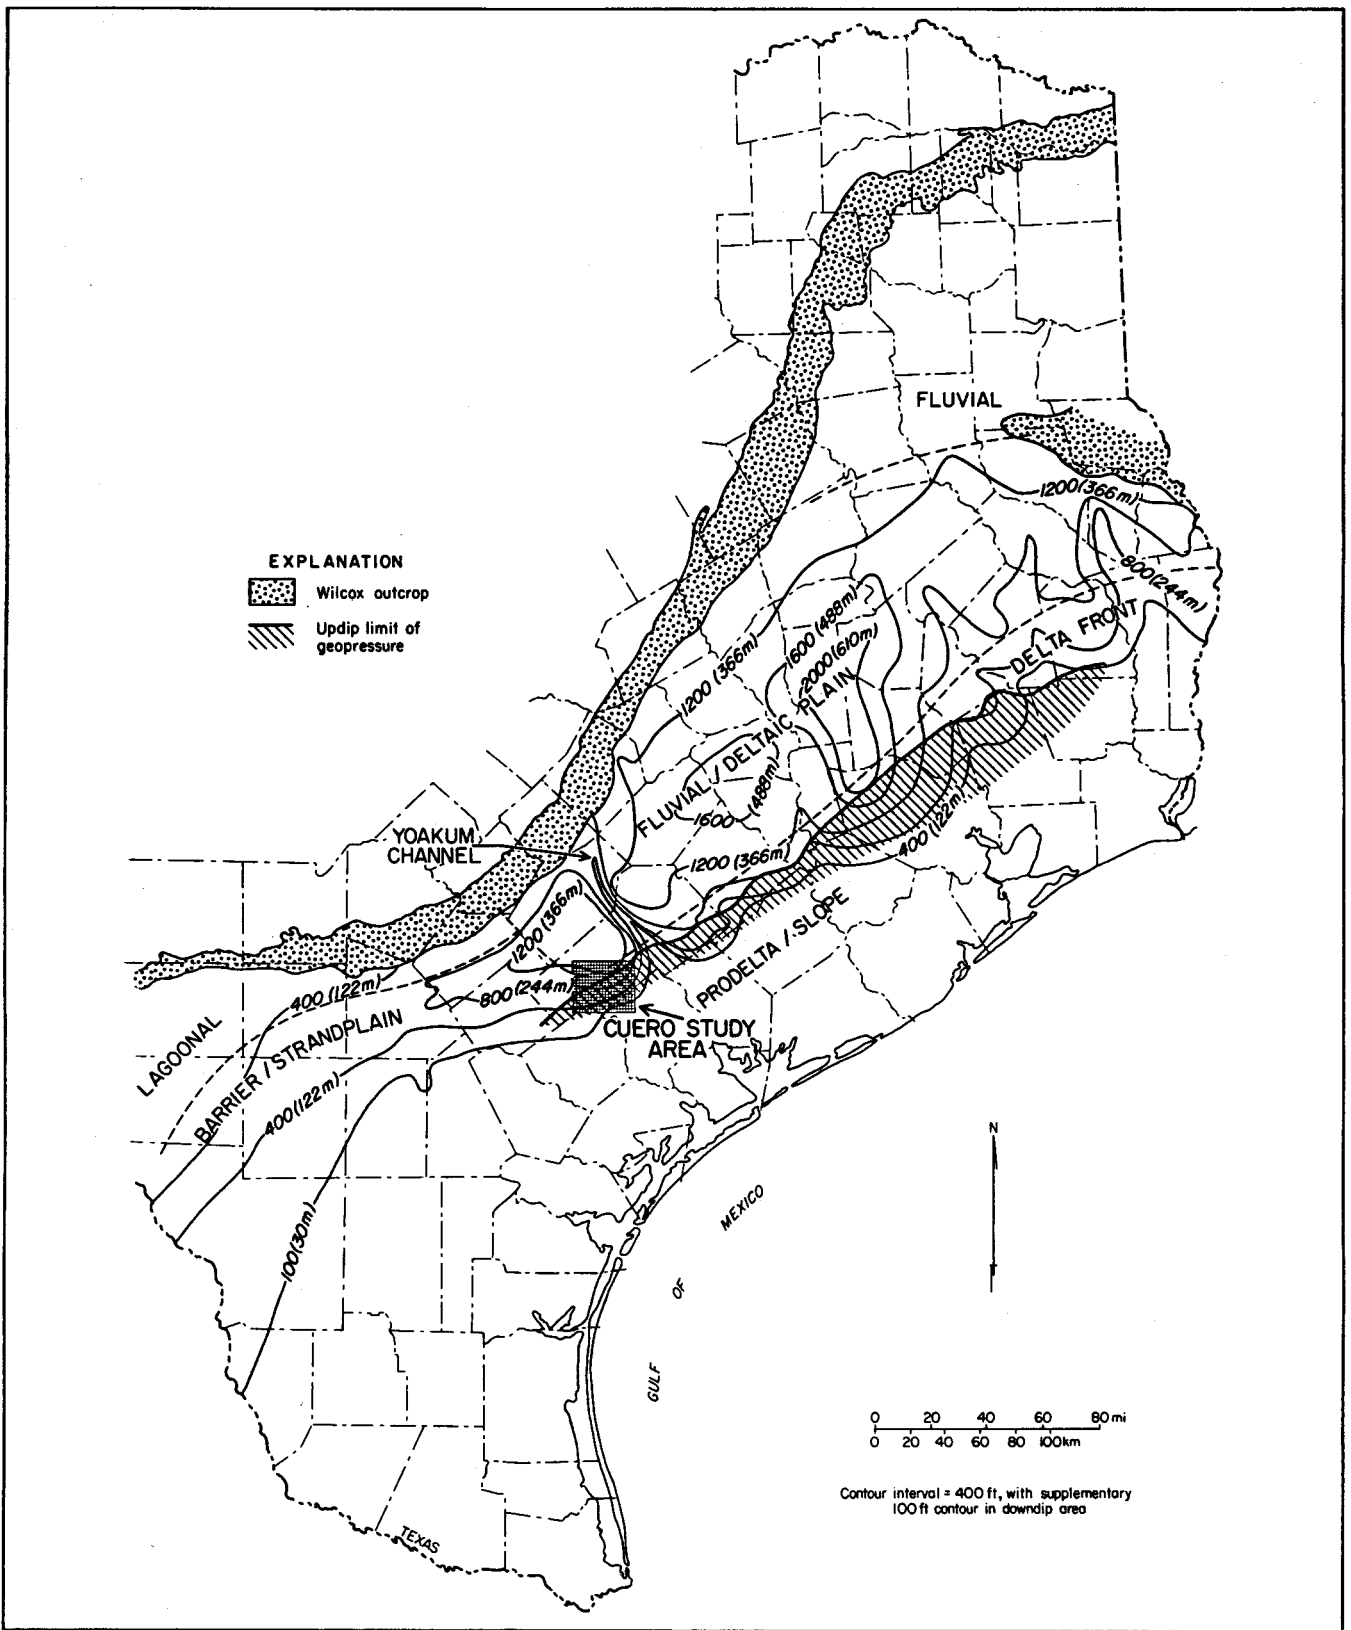 FLUVIAL
1200(366m)
EXPLANATION
Wilcox outcrop
Updip limit of
geopressure
800(244m)
1600(488m)
2000(610m)
DELTA FRONT
1200(366m)
FLUVIAL / DELTAIC PLAIN
1600 (488m)
YOAKUM
CHANNEL
1200(366m)
400(122m)
1200(366m)
PRODELTA / SLOPE
400(122m)
800(244m)
CUERO STUDY
AREA
LAGOONAL
BARRIER / STRANDPLAIN
400(122m)
N
100(30m)
GULF OF MEXICO
0 20 40 60 80 mi
0 20 40 60 80 100km
Contour interval = 400 ft, with supplementary
100 ft contour in downdip area
TEXAS